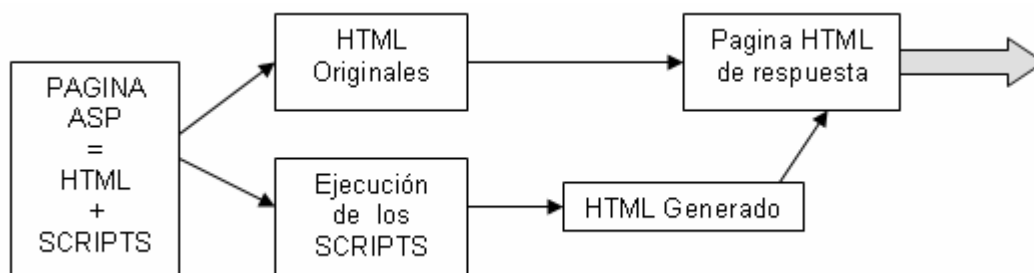 PAGINA
ASP
=
HTML
+
SCRIPTS
HTML
Originales
Ejecución
de los
SCRIPTS
HTML Generado
Pagina HTML
de respuesta